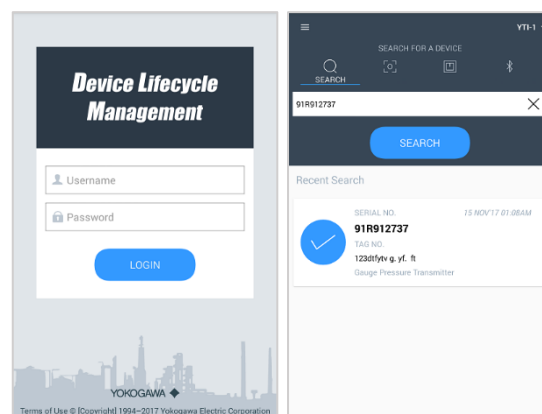 Device Lifecycle
Management
Username
Password
LOGIN
YOKOGAWA
Terms of Use © [Copyright] 1994~2017 Yokogawa Electric Corporation
YTI-1
SEARCH FOR A DEVICE
SEARCH
91R912737
SEARCH
Recent Search
SERIAL NO.
15 NOV'17 01.08AM
91R912737
TAG NO.
123dtfytv g. yf. ft
Gauge Pressure Transmitter